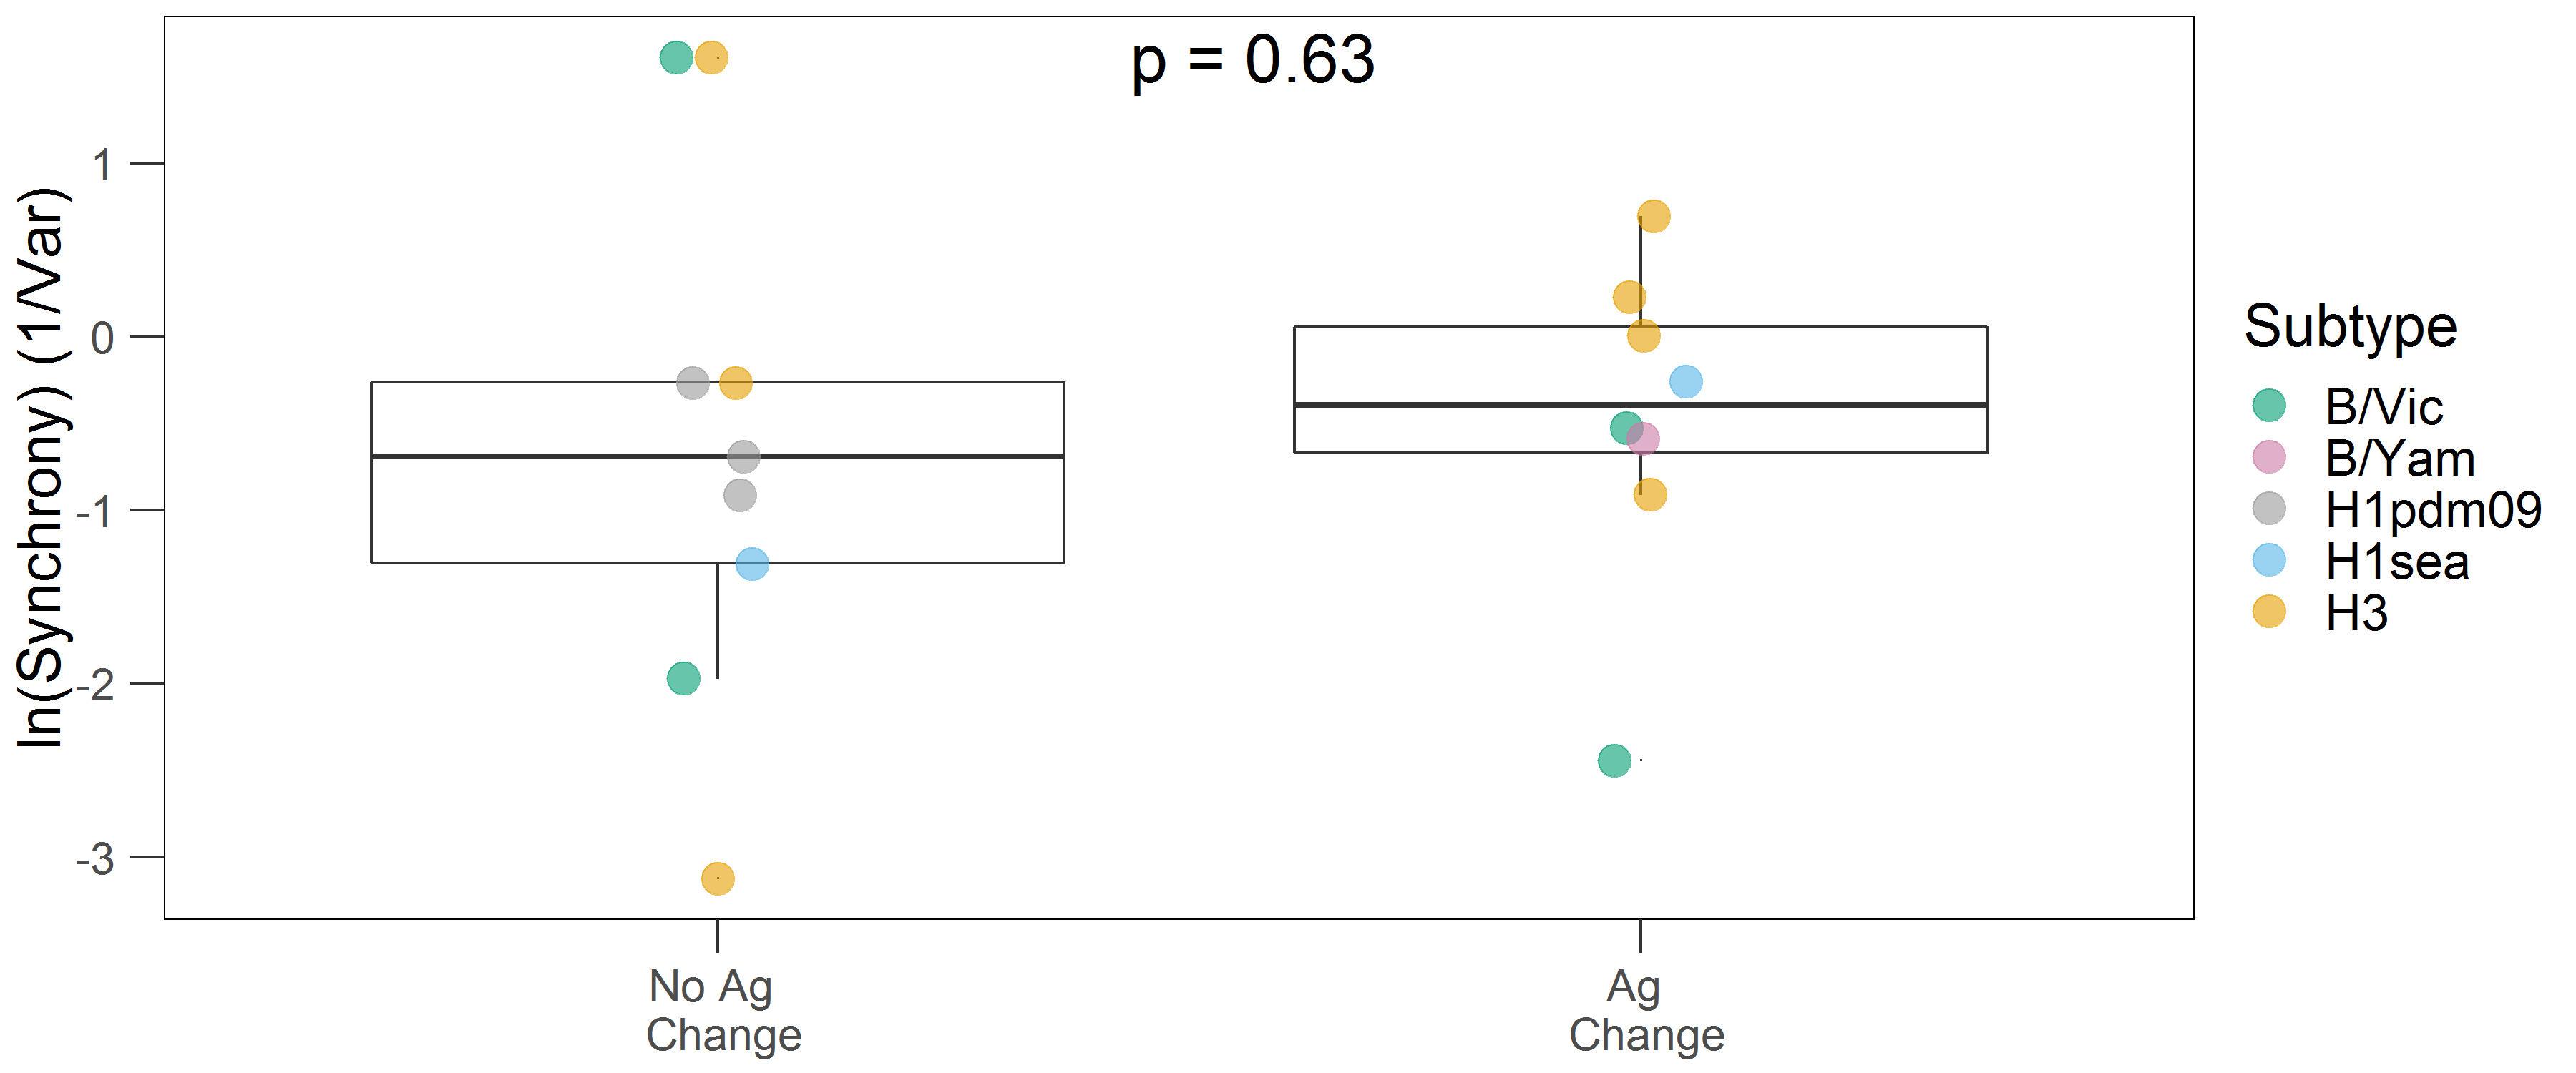 p = 0.63
ln(Synchrony) (1/Var)
1
0
-1
-2
-3
No Ag
Change
Ag
Change
Subtype
B/Vic
B/Yam
H1pdm09
H1sea
H3